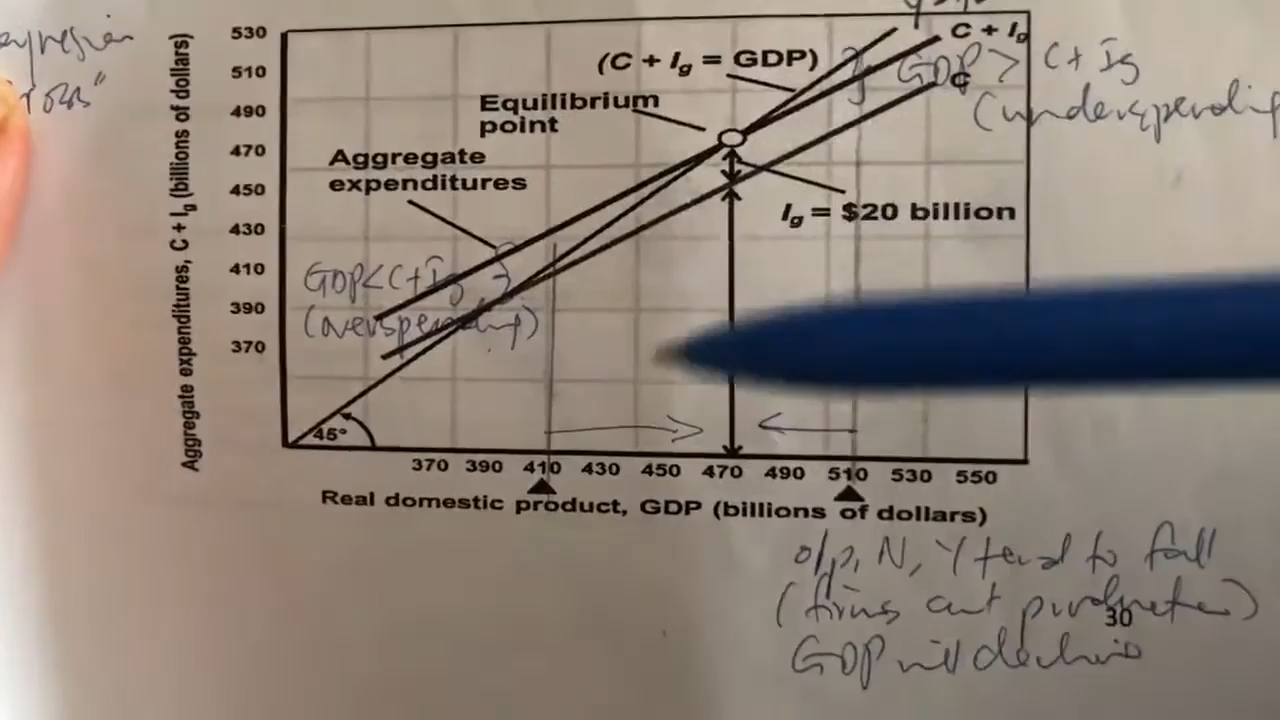 530
510
490
470
450
430
410
390
370
Aggregate expenditures, C + Ig (billions of dollars)
(C + Ig = GDP)
C + Ig
C
Equilibrium
point
Aggregate
expenditures
Ig = $20 billion
GDP > C + Ig
(underspending
GDP<C+Ig
(overspending)
45°
370 390 410 430 450 470 490 510 530 550
Real domestic product, GDP (billions of dollars)
o/p, N, Y tend to fall
(firms cut
30
GDP will decline